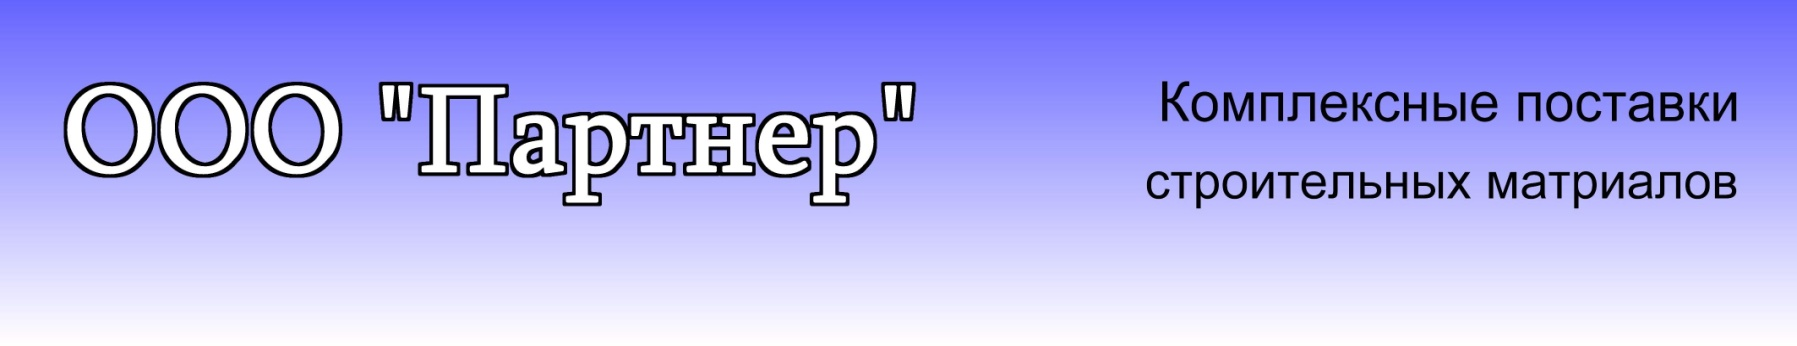 ООО "Партнер"
Комплексные поставки
строительных матриалов